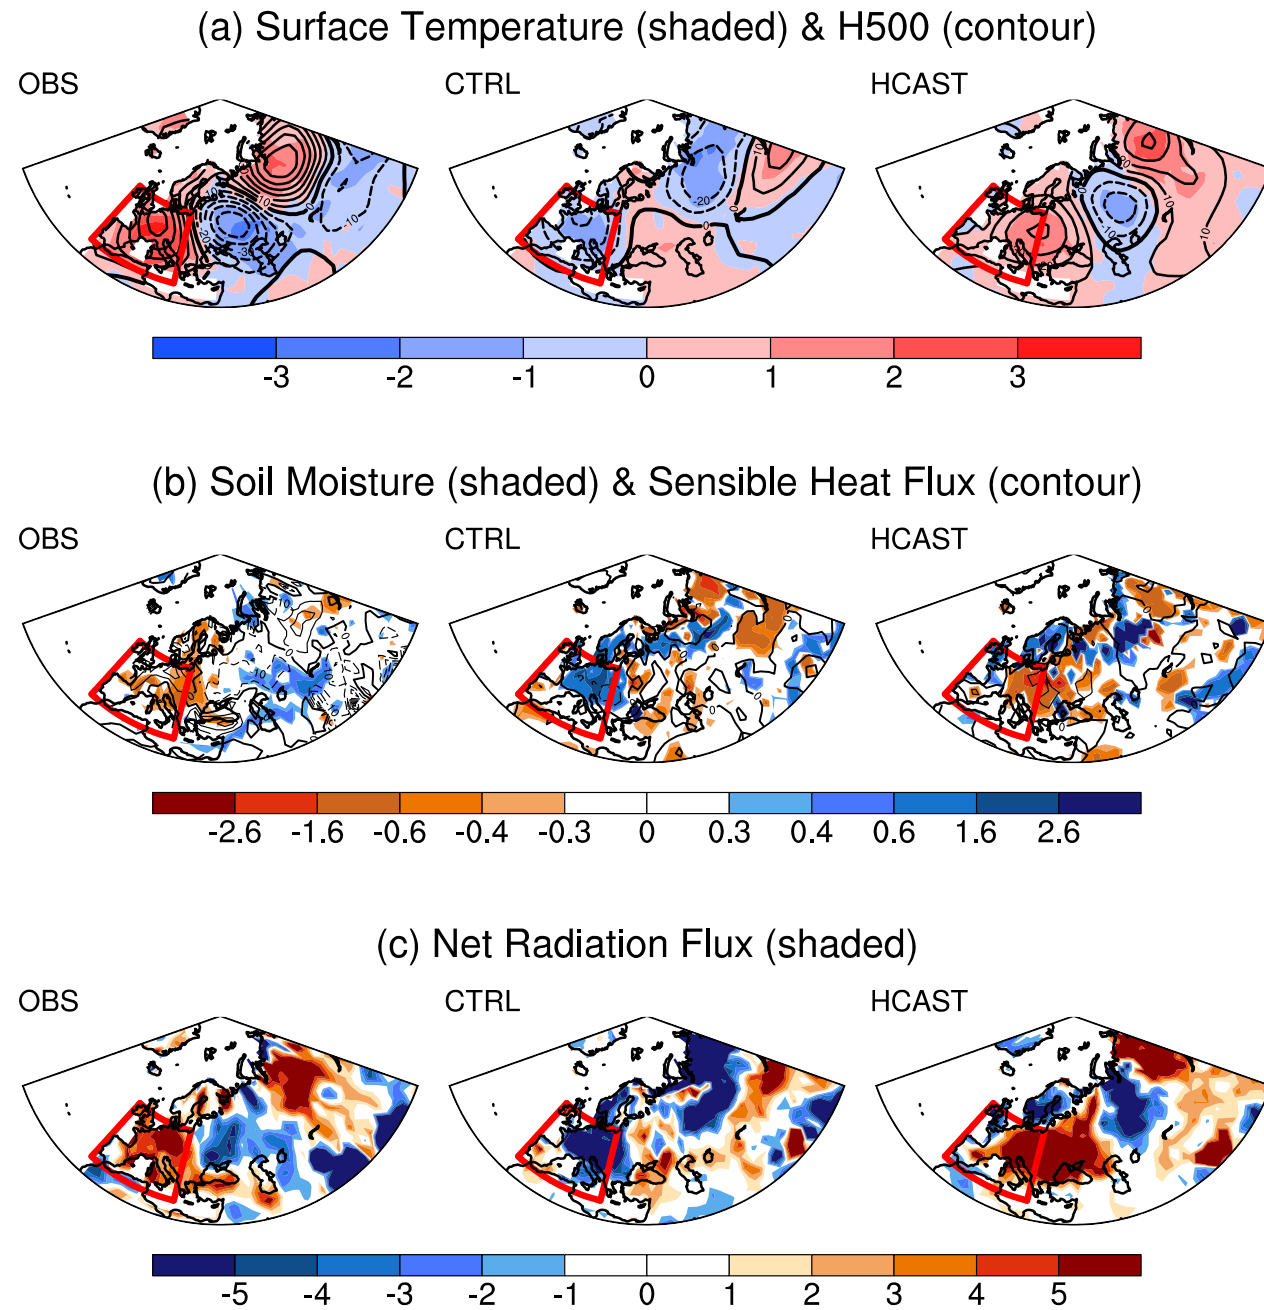 (a) Surface Temperature (shaded) & H500 (contour)
OBS CTRL HCAST
-3 -2 -1 0 1 2 3
(b) Soil Moisture (shaded) & Sensible Heat Flux (contour)
OBS CTRL HCAST
-2.6 -1.6 -0.6 -0.4 -0.3 0 0.3 0.4 0.6 1.6 2.6
(c) Net Radiation Flux (shaded)
OBS CTRL HCAST
-5 -4 -3 -2 -1 0 1 2 3 4 5